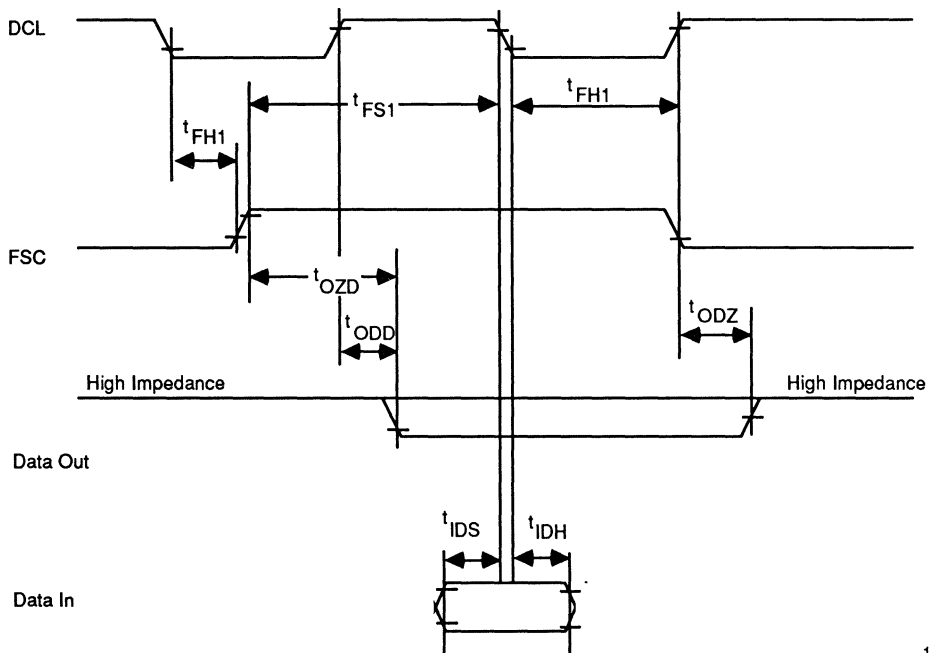 DCL
tFS1
tFH1
tFH1
FSC
tOZD
tODZ
tODD
High Impedance
High Impedance
Data Out
tIDS
tIDH
Data In
1